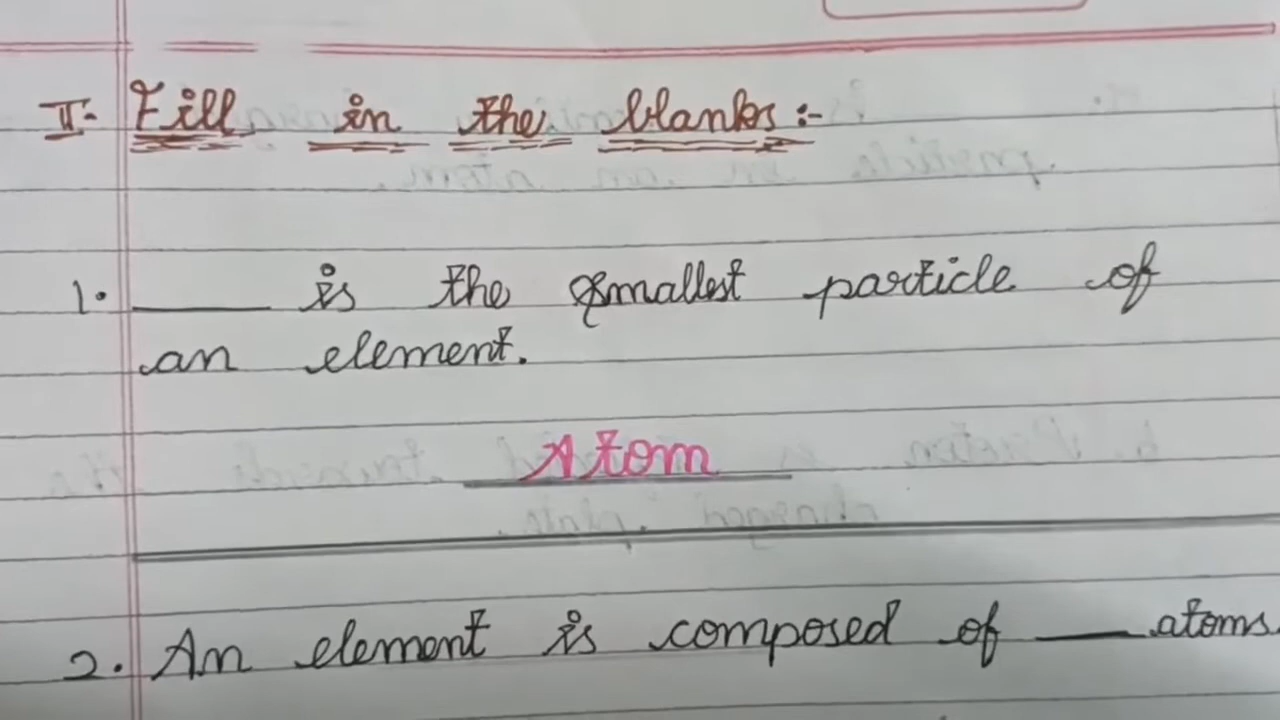 II. Fill in the blanks :-
1. ____ is the smallest particle of
an element.
Atom
2. An element is composed of ____ atoms.